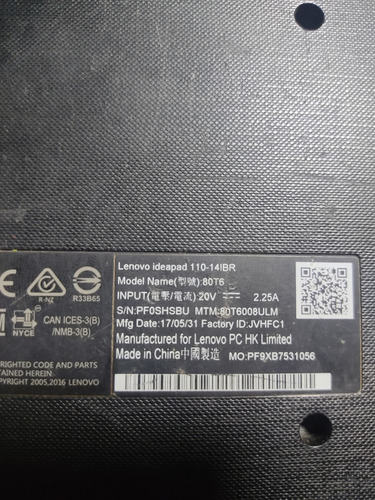 Lenovo ideapad 110-14IBR
Model Name(型號):80T6
INPUT(電壓/電流):20V ⎓ 2.25A
S/N:PF0SHSBU MTM:80T6008ULM
Mfg Date:17/05/31 Factory ID:JVHFC1
Manufactured for Lenovo PC HK Limited
Made in China中國製造 MO:PF9XB7531056
R-NZ
R33B65
NYCE
CAN ICES-3(B)
/NMB-3(B)
RIGHTED CODE AND PARTS
TAINED HEREIN.
PYRIGHT 2005,2016 LENOVO